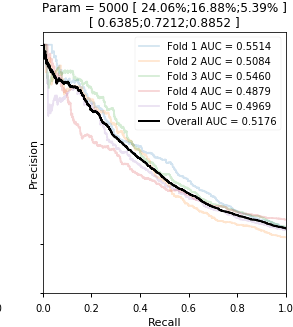 Param = 5000 [ 24.06%;16.88%;5.39% ]
[ 0.6385;0.7212;0.8852 ]
Fold 1 AUC = 0.5514
Fold 2 AUC = 0.5084
Fold 3 AUC = 0.5460
Fold 4 AUC = 0.4879
Fold 5 AUC = 0.4969
Overall AUC = 0.5176
Precision
0.0 0.2 0.4 0.6 0.8 1.0
Recall